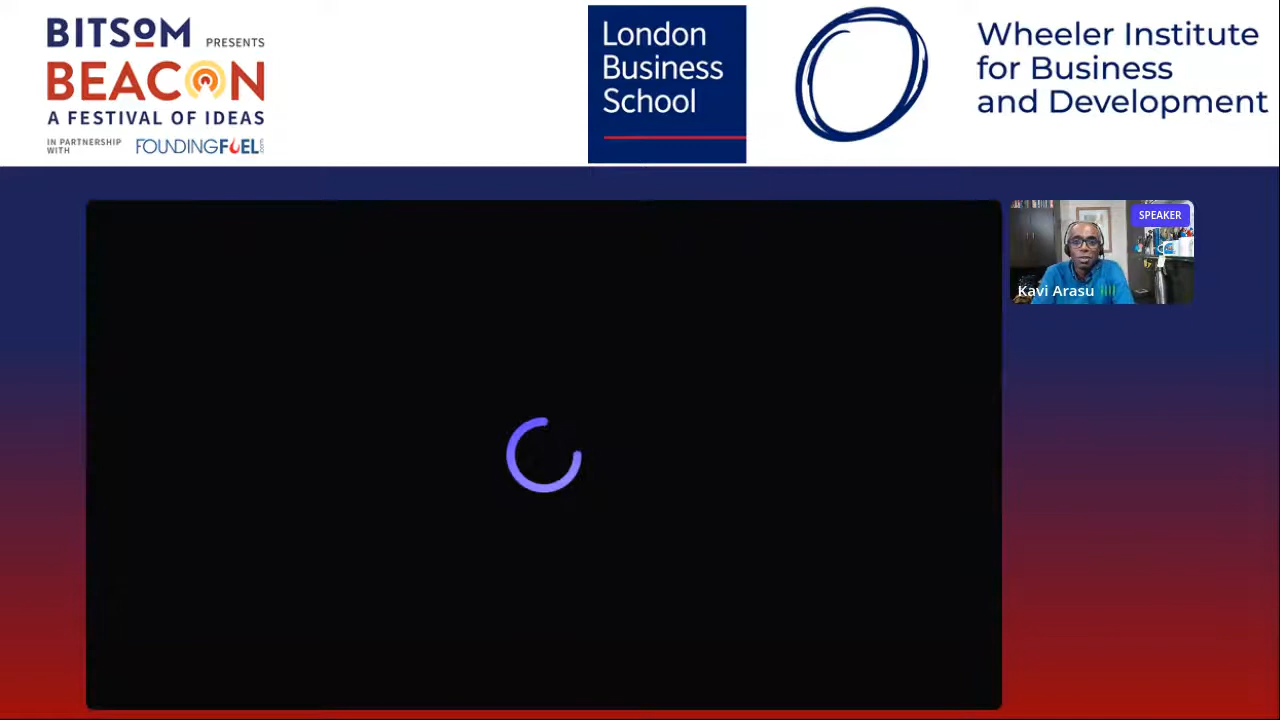 BITSOM PRESENTS
BEACON
A FESTIVAL OF IDEAS
IN PARTNERSHIP
WITH
FOUNDINGFUEL.com
London
Business
School
Wheeler Institute
for Business
and Development
SPEAKER
Kavi Arasu